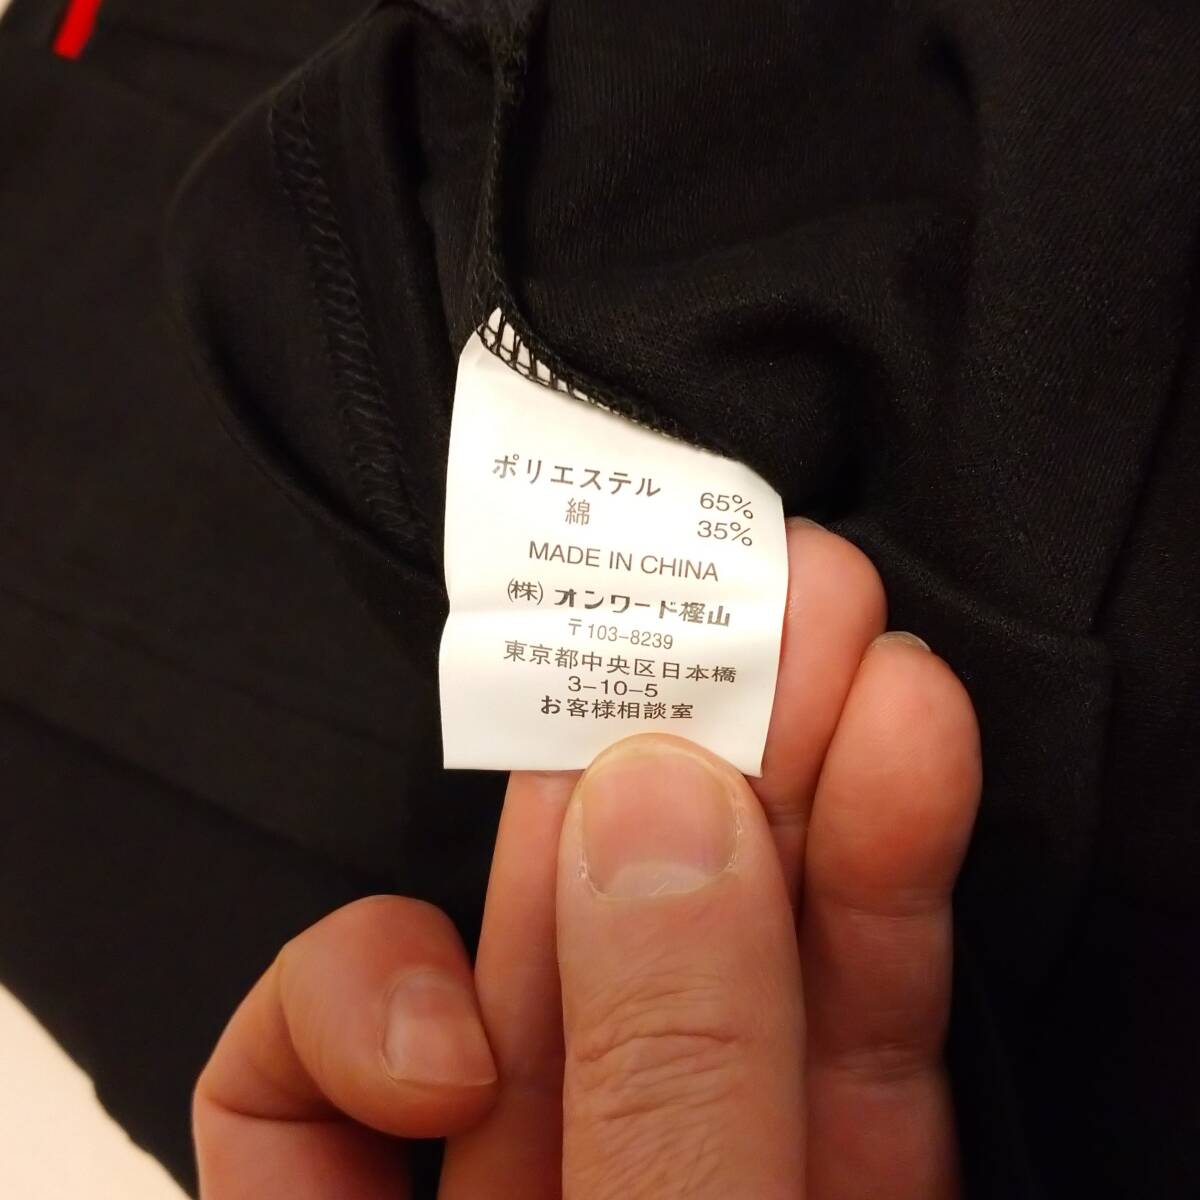 ポリエステル 65%
綿 35%
MADE IN CHINA
(株)オンワード樫山
〒103-8239
東京都中央区日本橋
3-10-5
お客様相談室